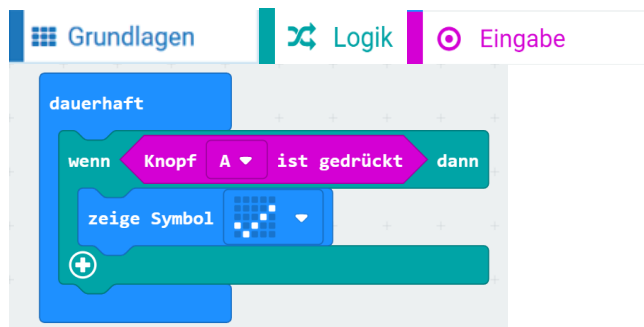 Grundlagen Logik Eingabe
dauerhaft
wenn Knopf A ist gedrückt dann
zeige Symbol